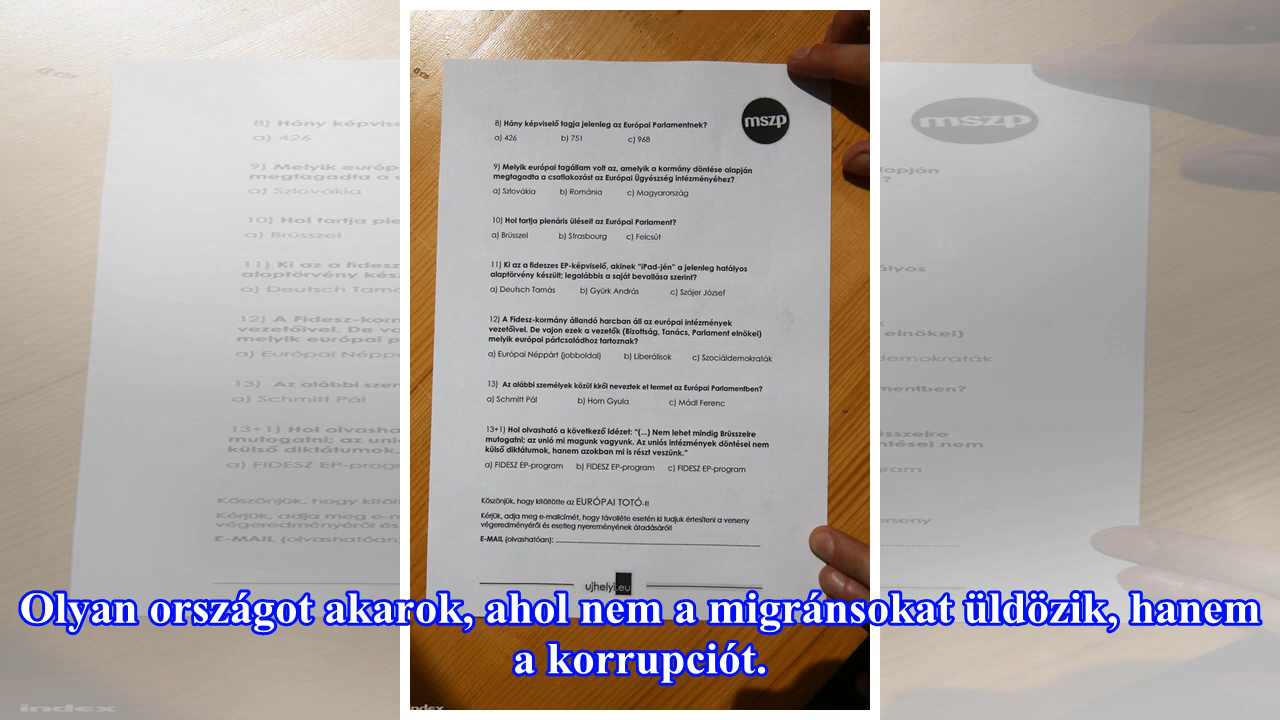 mszp
8) Hány képviselő tagja jelenleg az Európai Parlamentnek?
a) 426 b) 751 c) 968
9) Melyik európai tagállam volt az, amelyik a kormány döntése alapján
megtagadta a csatlakozást az Európai Ügyészség intézményéhez?
a) Szlovákia b) Románia c) Magyarország
10) Hol tartja plenáris üléseit az Európai Parlament?
a) Brüsszel b) Strasbourg c) Felcsút
11) Ki az a fideszes EP-képviselő, akinek "iPad-jén" a jelenleg hatályos
alaptörvény készült; legalábbis a saját bevallása szerint?
a) Deutsch Tamás b) Gyürk András c) Szájer József
12) A Fidesz-kormány állandó harcban áll az európai intézmények
vezetőivel. De vajon ezek a vezetők (Bizottság, Tanács, Parlament elnökei)
melyik európai pártcsaládhoz tartoznak?
a) Európai Néppárt (jobboldal) b) Liberálisok c) Szociáldemokraták
13) Az alábbi személyek közül kiről neveztek el termet az Európai Parlamentben?
a) Schmitt Pál b) Horn Gyula c) Mádl Ferenc
13+1) Hol olvasható a következő idézet: "(...) Nem lehet mindig Brüsszelre
mutogatni; az unió mi magunk vagyunk. Az uniós intézmények döntései nem
külső diktátumok, hanem azokban mi is részt veszünk."
a) FIDESZ EP-program b) FIDESZ EP-program c) FIDESZ EP-program
Köszönjük, hogy kitöltötte az EURÓPAI TOTÓ-t!
Kérjük, adja meg e-mailcímét, hogy távolléte esetén ki tudjuk értesíteni a verseny
végeredményéről és esetleg nyereményének átadásáról!
E-MAIL (olvashatóan):
ujhelyi.eu
Olyan országot akarok, ahol nem a migránsokat üldözik, hanem
a korrupciót.
index